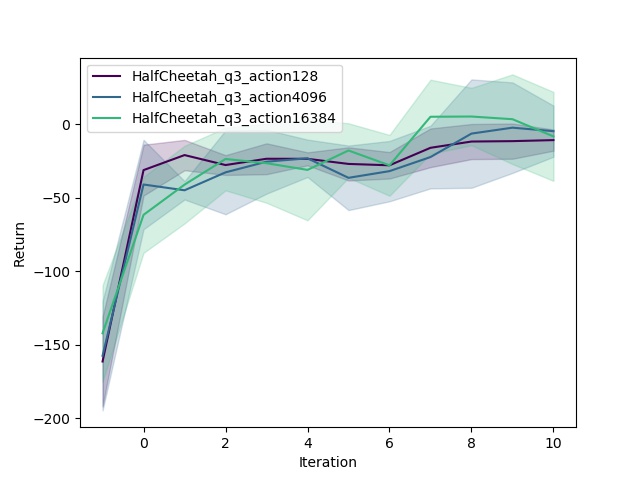 HalfCheetah_q3_action128
HalfCheetah_q3_action4096
HalfCheetah_q3_action16384
0
−50
−100
−150
−200
Return
0 2 4 6 8 10
Iteration